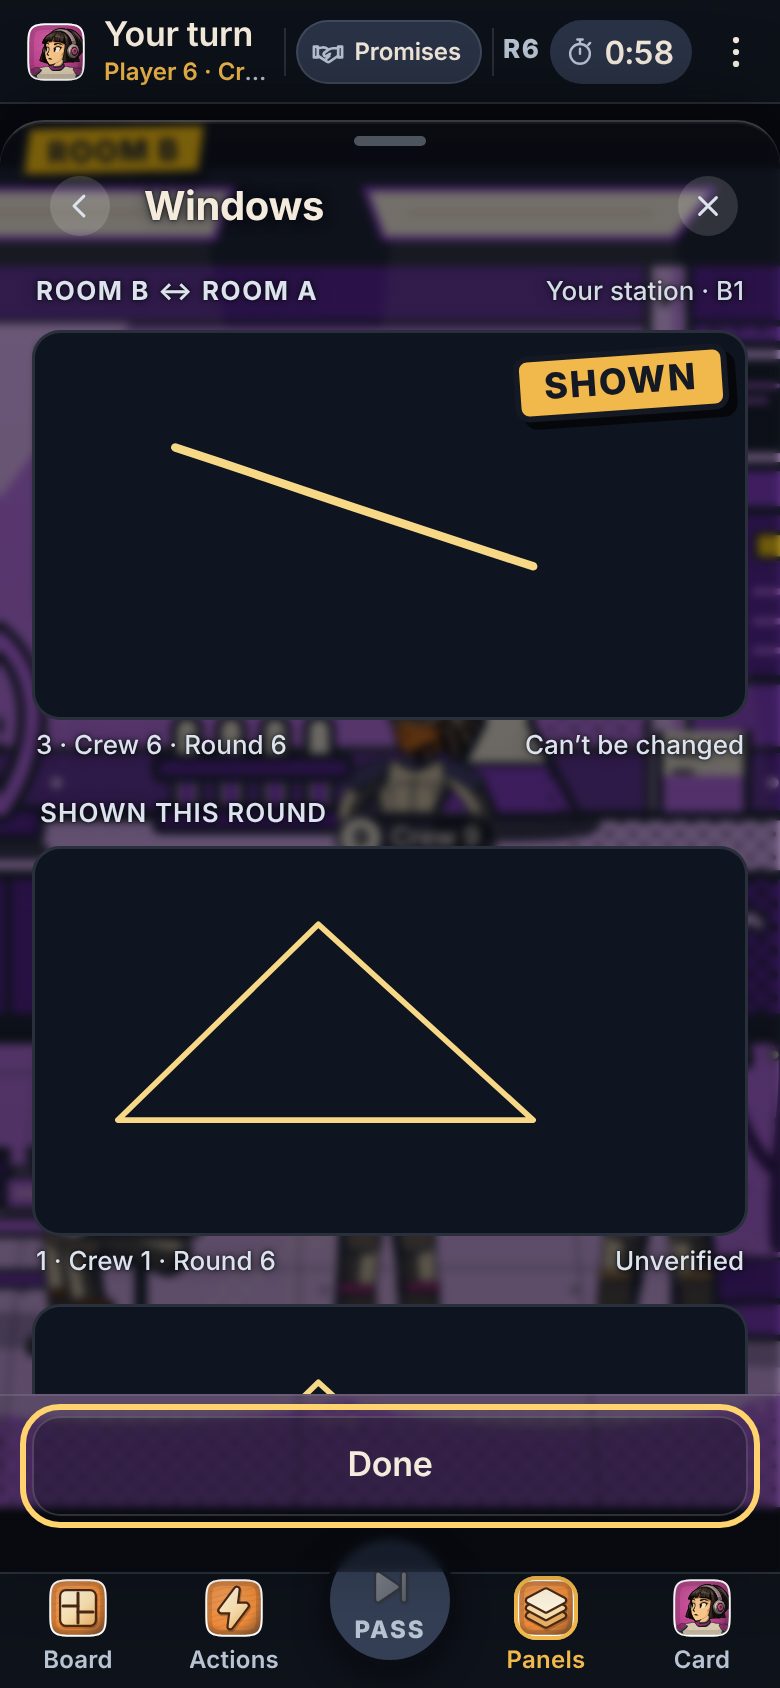 Your turn
Player 6 · Cr...
Promises
R6
0:58
ROOM B
Windows
ROOM B ↔ ROOM A
Your station · B1
SHOWN
3 · Crew 6 · Round 6
Can’t be changed
SHOWN THIS ROUND
1 · Crew 1 · Round 6
Unverified
Done
Board
Actions
PASS
Panels
Card